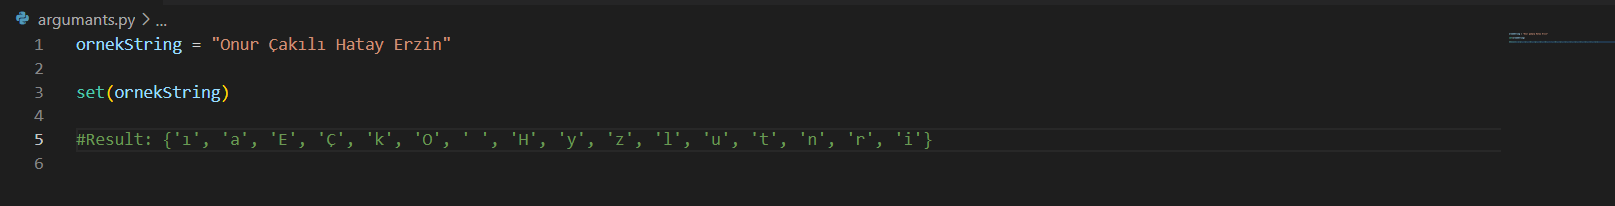 argumants.py > ...
1 ornekString = "Onur Çakılı Hatay Erzin"
2
3 set(ornekString)
4
5 #Result: {'ı', 'a', 'E', 'Ç', 'k', 'O', ' ', 'H', 'y', 'z', 'l', 'u', 't', 'n', 'r', 'i'}
6